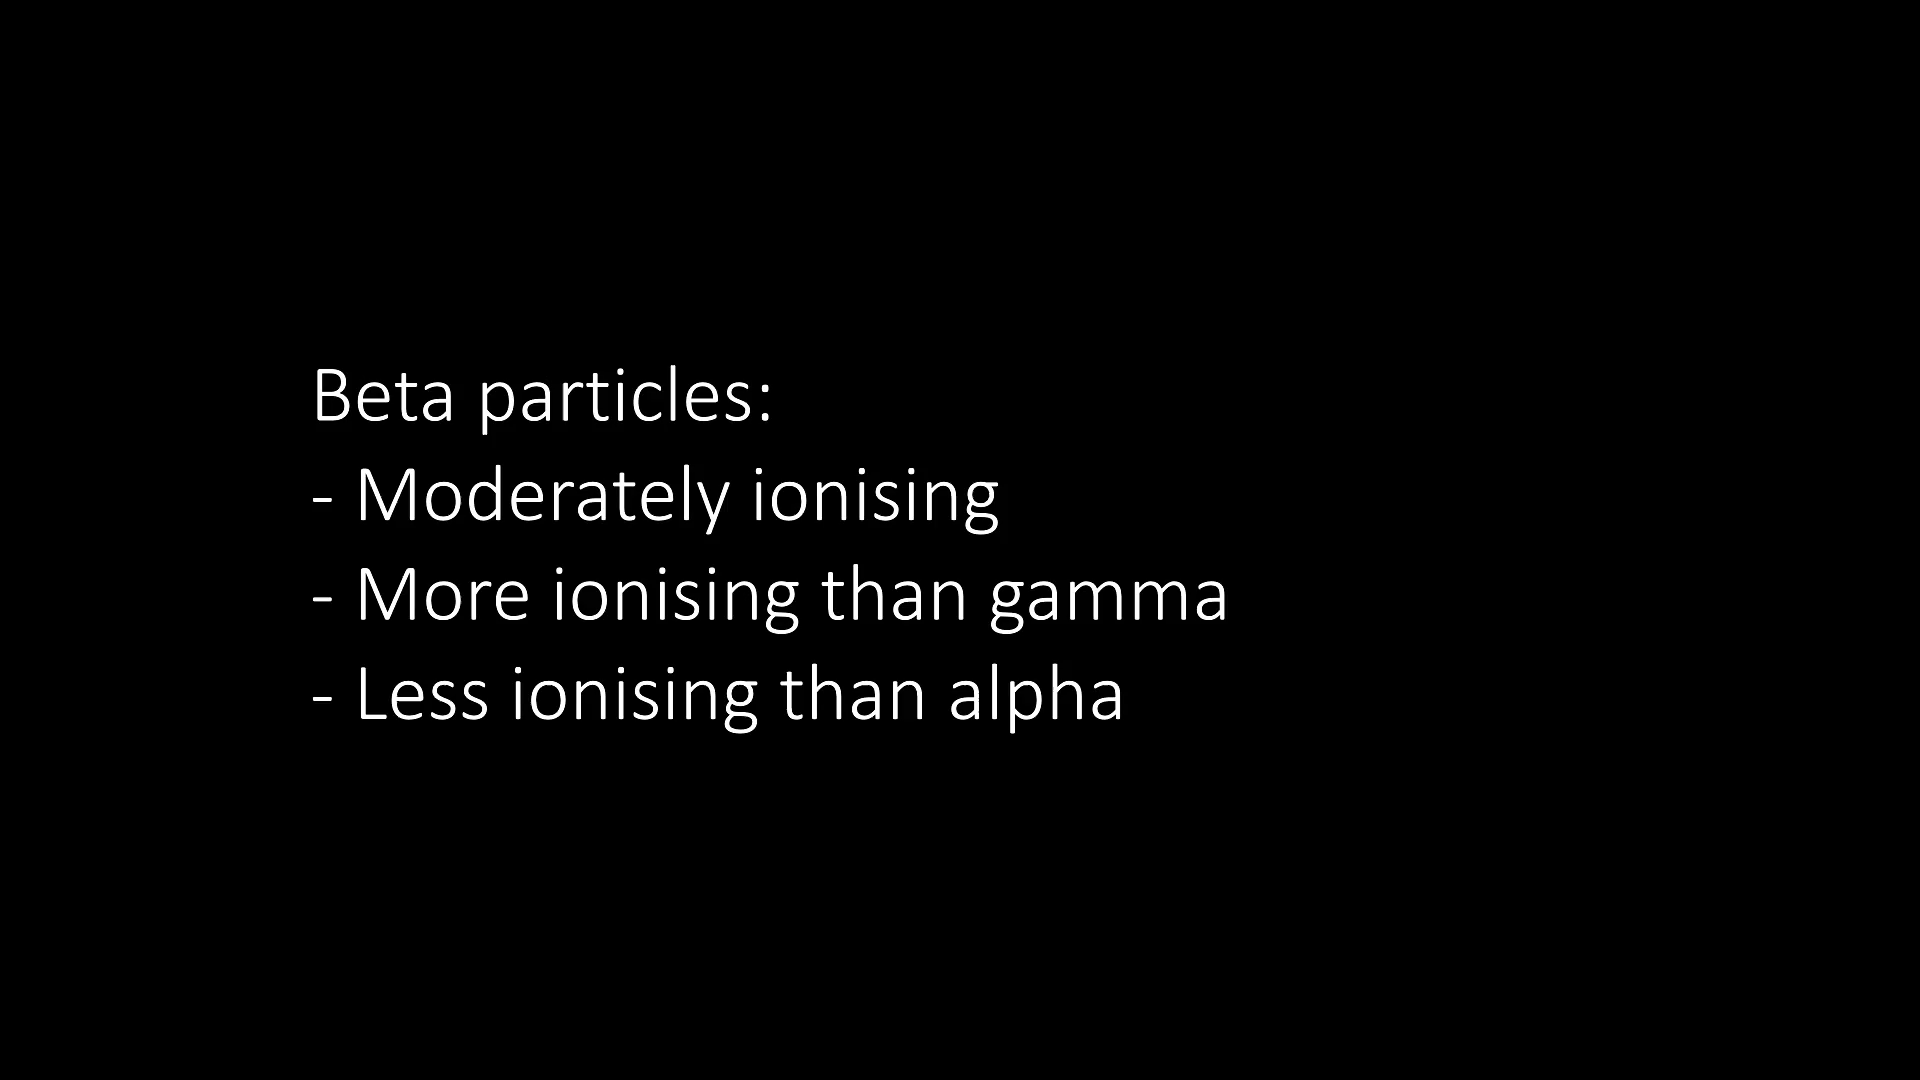 Beta particles:
- Moderately ionising
- More ionising than gamma
- Less ionising than alpha